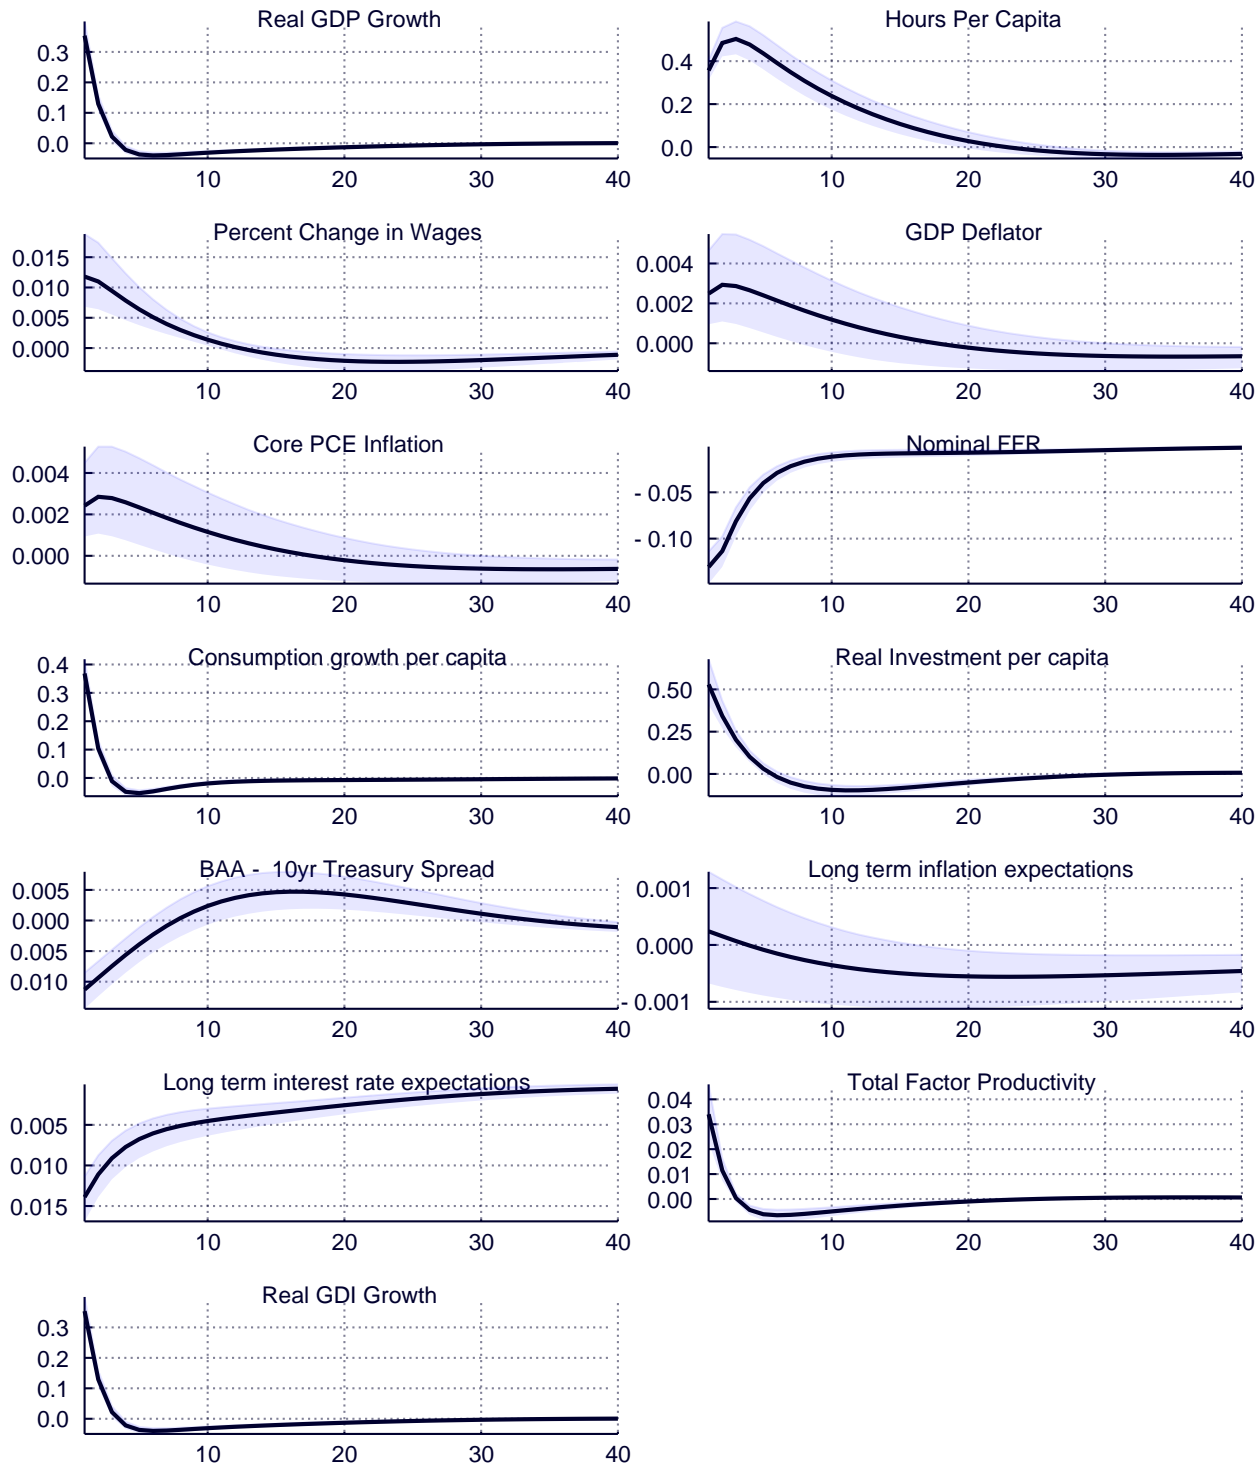 Real GDP Growth
0.3
0.2
0.1
0.0
10 20 30 40
Hours Per Capita
0.4
0.2
0.0
10 20 30 40
Percent Change in Wages
0.015
0.010
0.005
0.000
10 20 30 40
GDP Deflator
0.004
0.002
0.000
10 20 30 40
Core PCE Inflation
0.004
0.002
0.000
10 20 30 40
Nominal FFR
- 0.05
- 0.10
10 20 30 40
Consumption growth per capita
0.4
0.3
0.2
0.1
0.0
10 20 30 40
Real Investment per capita
0.50
0.25
0.00
10 20 30 40
BAA - 10yr Treasury Spread
0.005
0.000
0.005
0.010
10 20 30 40
Long term inflation expectations
0.001
0.000
- 0.001
10 20 30 40
Long term interest rate expectations
0.005
0.010
0.015
10 20 30 40
Total Factor Productivity
0.04
0.03
0.02
0.01
0.00
10 20 30 40
Real GDI Growth
0.3
0.2
0.1
0.0
10 20 30 40